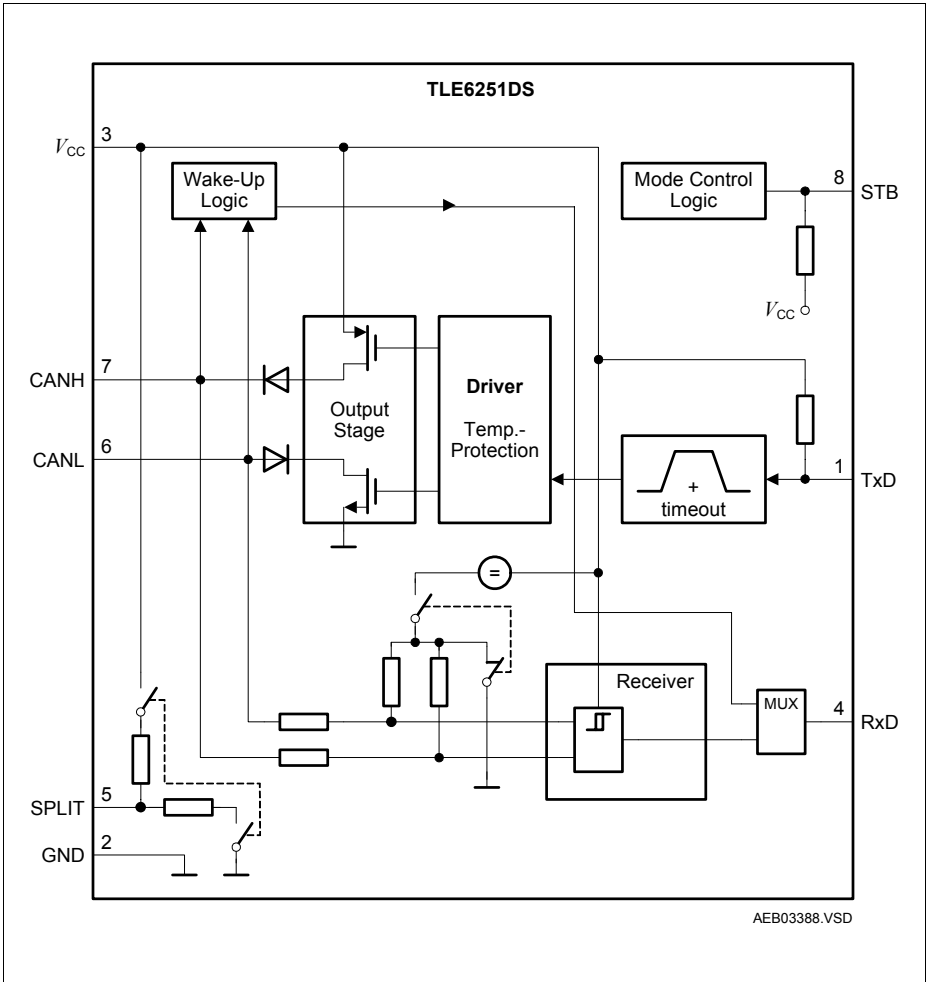 TLE6251DS
3
VCC
Wake-Up
Logic
Mode Control
Logic
8
STB
VCC
7
CANH
Driver
Output
Stage
Temp.-
Protection
6
CANL
1
TxD
+
timeout
=
Receiver
MUX
4
RxD
5
SPLIT
2
GND
AEB03388.VSD